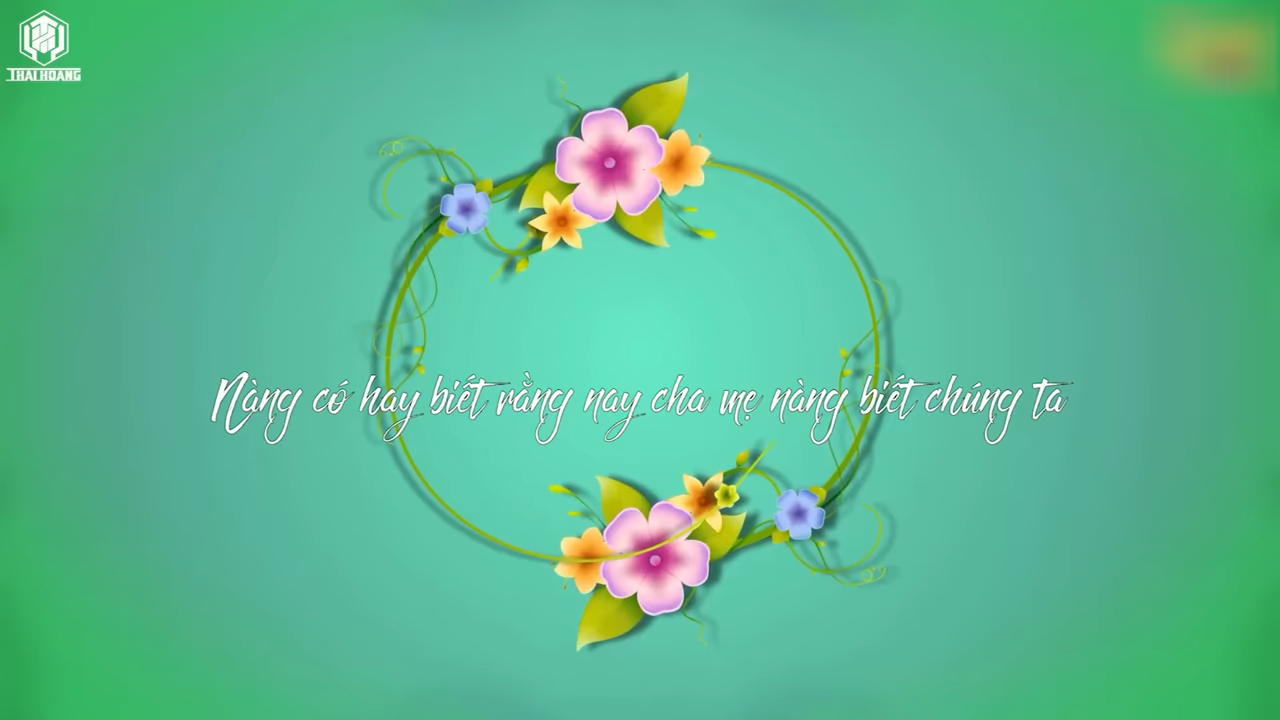 THAI HOANG
Nàng có hay biết rằng nay cha mẹ nàng biết chúng ta